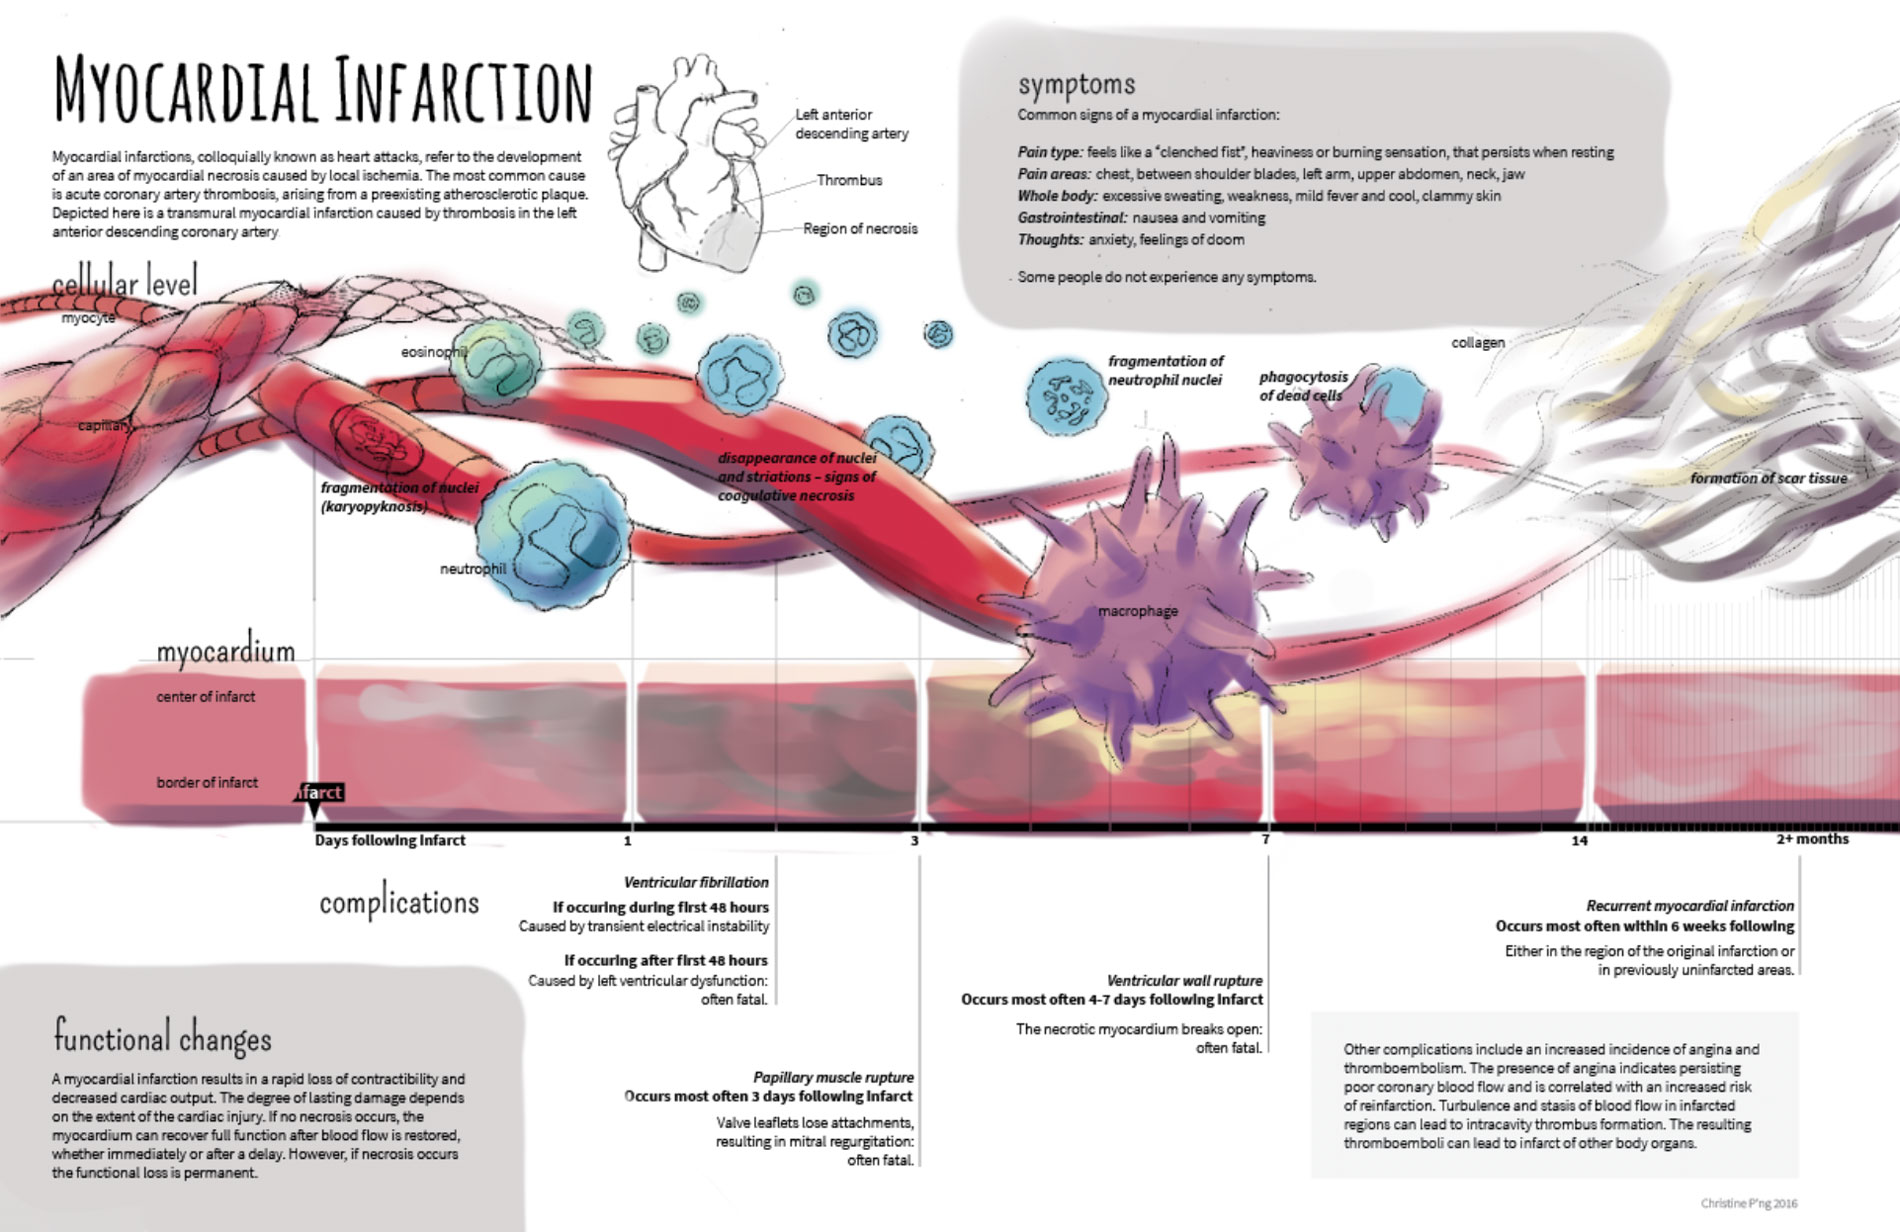 Myocardial Infarction
Myocardial infarctions, colloquially known as heart attacks, refer to the development
of an area of myocardial necrosis caused by local ischemia. The most common cause
is acute coronary artery thrombosis, arising from a preexisting atherosclerotic plaque.
Depicted here is a transmural myocardial infarction caused by thrombosis in the left
anterior descending coronary artery
Left anterior
descending artery
Thrombus
Region of necrosis
symptoms
Common signs of a myocardial infarction:
Pain type: feels like a "clenched fist", heaviness or burning sensation, that persists when resting
Pain areas: chest, between shoulder blades, left arm, upper abdomen, neck, jaw
Whole body: excessive sweating, weakness, mild fever and cool, clammy skin
Gastrointestinal: nausea and vomiting
Thoughts: anxiety, feelings of doom
Some people do not experience any symptoms.
cellular level
myocyte
eosinophil
capillary
fragmentation of nuclei
(karyopyknosis)
neutrophil
disappearance of nuclei
and striations – signs of
coagulative necrosis
fragmentation of
neutrophil nuclei
phagocytosis
of dead cells
macrophage
collagen
formation of scar tissue
myocardium
center of infarct
border of infarct
nfarct
Days following infarct
1
3
7
14
2+ months
complications
Ventricular fibrillation
If occuring during first 48 hours
Caused by transient electrical instability
If occuring after first 48 hours
Caused by left ventricular dysfunction:
often fatal.
Papillary muscle rupture
Occurs most often 3 days following infarct
Valve leaflets lose attachments,
resulting in mitral regurgitation:
often fatal.
Ventricular wall rupture
Occurs most often 4-7 days following infarct
The necrotic myocardium breaks open:
often fatal.
Recurrent myocardial infarction
Occurs most often within 6 weeks following
Either in the region of the original infarction or
in previously uninfarcted areas.
functional changes
A myocardial infarction results in a rapid loss of contractibility and
decreased cardiac output. The degree of lasting damage depends
on the extent of the cardiac injury. If no necrosis occurs, the
myocardium can recover full function after blood flow is restored,
whether immediately or after a delay. However, if necrosis occurs
the functional loss is permanent.
Other complications include an increased incidence of angina and
thromboembolism. The presence of angina indicates persisting
poor coronary blood flow and is correlated with an increased risk
of reinfarction. Turbulence and stasis of blood flow in infarcted
regions can lead to intracavity thrombus formation. The resulting
thromboemboli can lead to infarct of other body organs.
Christine P'ng 2016